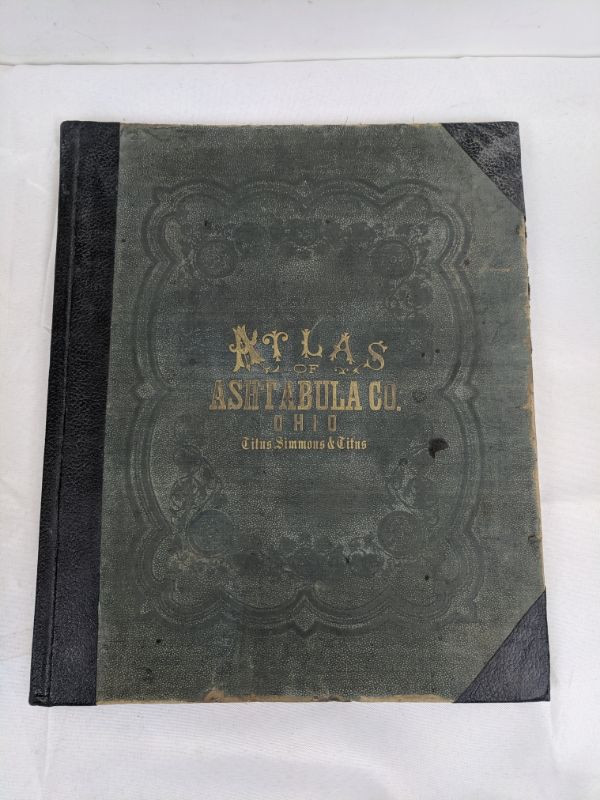 ATLAS
OF
ASHTABULA CO.
OHIO
Titus Simmons & Titus